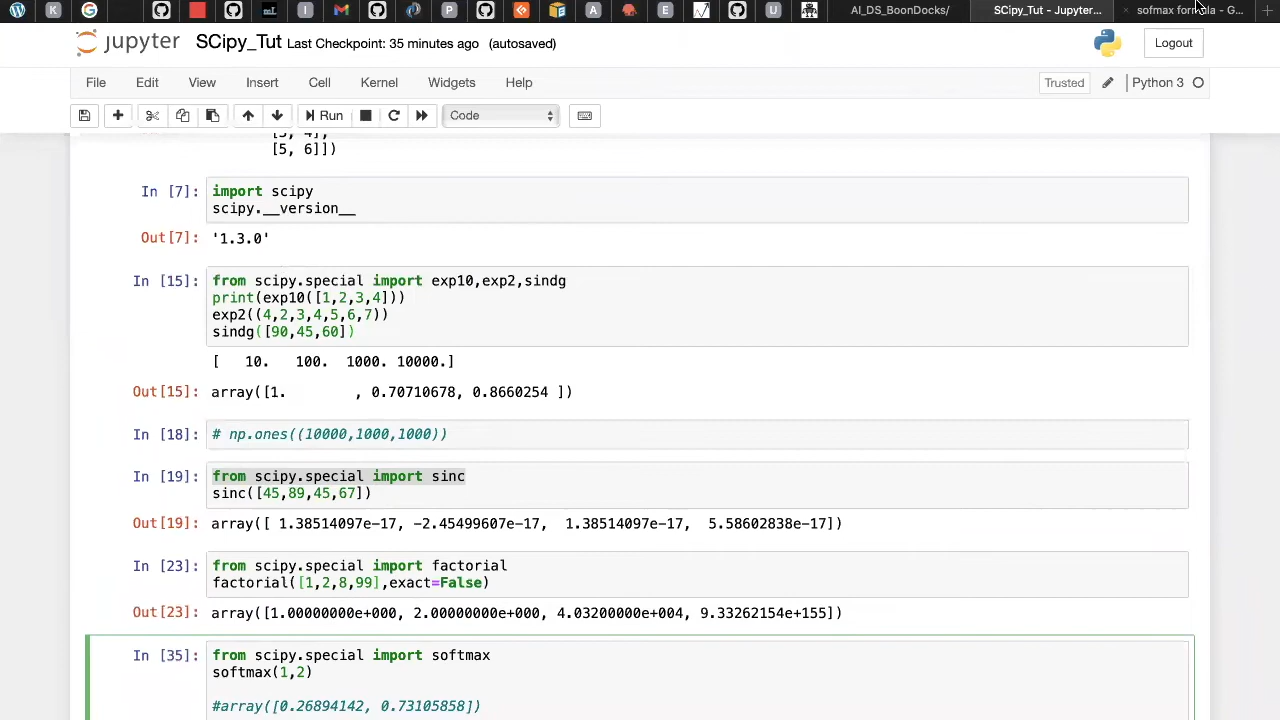 AI_DS_BoonDocks/
SCipy_Tut - Jupyter...
sofmax formula - G...
jupyter
SCipy_Tut Last Checkpoint: 35 minutes ago (autosaved)
Logout
File Edit View Insert Cell Kernel Widgets Help
Trusted
Python 3
Run
Code
[3, 4],
[5, 6]])
In [7]: import scipy
scipy.__version__
Out[7]: '1.3.0'
In [15]: from scipy.special import exp10,exp2,sindg
print(exp10([1,2,3,4]))
exp2((4,2,3,4,5,6,7))
sindg([90,45,60])
[   10.   100.  1000. 10000.]
Out[15]: array([1.        , 0.70710678, 0.8660254 ])
In [18]: # np.ones((10000,1000,1000))
In [19]: from scipy.special import sinc
sinc([45,89,45,67])
Out[19]: array([ 1.38514097e-17, -2.45499607e-17,  1.38514097e-17,  5.58602838e-17])
In [23]: from scipy.special import factorial
factorial([1,2,8,99],exact=False)
Out[23]: array([1.00000000e+000, 2.00000000e+000, 4.03200000e+004, 9.33262154e+155])
In [35]: from scipy.special import softmax
softmax(1,2)
#array([0.26894142, 0.73105858])